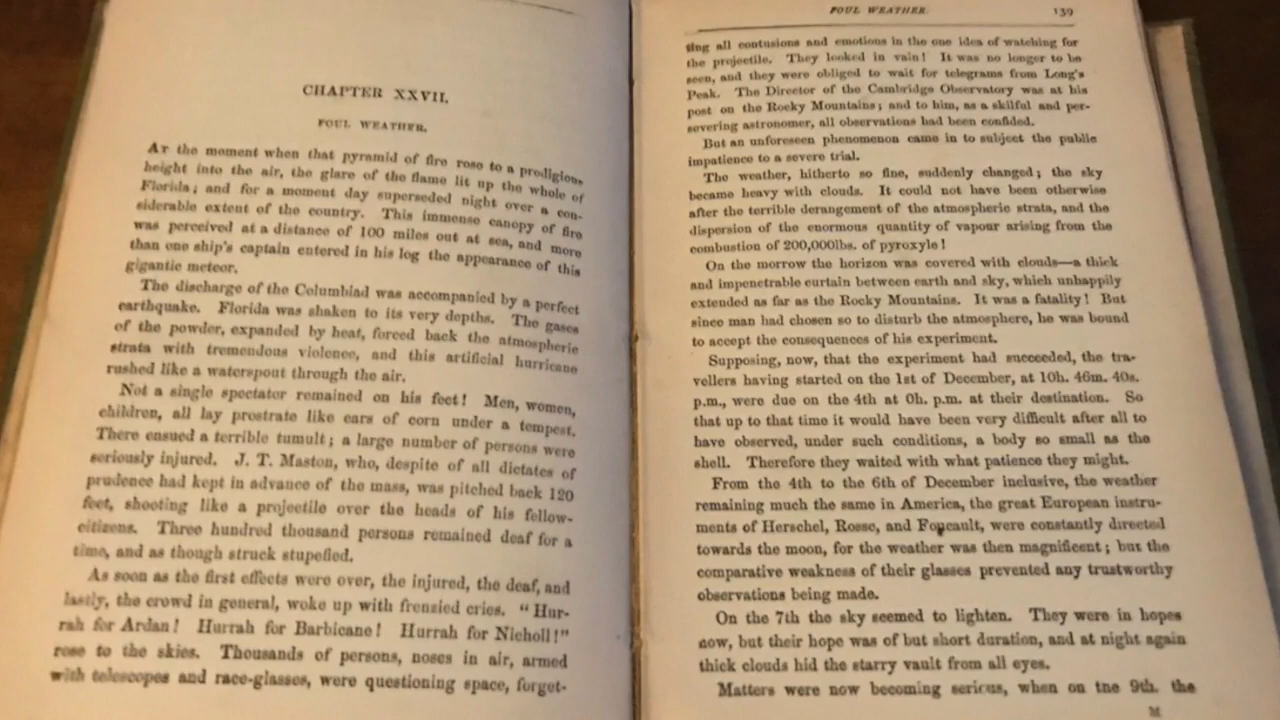 CHAPTER XXVII.
FOUL WEATHER.
AT the moment when that pyramid of fire rose to a prodigious
height into the air, the glare of the flame lit up the whole of
Florida; and for a moment day superseded night over a con-
siderable extent of the country. This immense canopy of fire
was perceived at a distance of 100 miles out at sea, and more
than one ship's captain entered in his log the appearance of this
gigantic meteor.
The discharge of the Columbiad was accompanied by a perfect
earthquake. Florida was shaken to its very depths. The gases
of the powder, expanded by heat, forced back the atmospheric
strata with tremendous violence, and this artificial hurricane
rushed like a waterspout through the air.
Not a single spectator remained on his feet! Men, women,
children, all lay prostrate like ears of corn under a tempest.
There ensued a terrible tumult; a large number of persons were
seriously injured. J. T. Maston, who, despite of all dictates of
prudence had kept in advance of the mass, was pitched back 120
feet, shooting like a projectile over the heads of his fellow-
citizens. Three hundred thousand persons remained deaf for a
time, and as though struck stupefied.
As soon as the first effects were over, the injured, the deaf, and
lastly, the crowd in general, woke up with frenzied cries. "Hur-
rah for Ardan! Hurrah for Barbicane! Hurrah for Nicholl!"
rose to the skies. Thousands of persons, noses in air, armed
with telescopes and race-glasses, were questioning space, forget-
FOUL WEATHER. 139
ting all contusions and emotions in the one idea of watching for
the projectile. They looked in vain! It was no longer to be
seen, and they were obliged to wait for telegrams from Long's
Peak. The Director of the Cambridge Observatory was at his
post on the Rocky Mountains; and to him, as a skilful and per-
severing astronomer, all observations had been confided.
But an unforeseen phenomenon came in to subject the public
impatience to a severe trial.
The weather, hitherto so fine, suddenly changed; the sky
became heavy with clouds. It could not have been otherwise
after the terrible derangement of the atmospheric strata, and the
dispersion of the enormous quantity of vapour arising from the
combustion of 200,000lbs. of pyroxyle!
On the morrow the horizon was covered with clouds—a thick
and impenetrable curtain between earth and sky, which unhappily
extended as far as the Rocky Mountains. It was a fatality! But
since man had chosen so to disturb the atmosphere, he was bound
to accept the consequences of his experiment.
Supposing, now, that the experiment had succeeded, the tra-
vellers having started on the 1st of December, at 10h. 46m. 40s.
p.m., were due on the 4th at 0h. p.m. at their destination. So
that up to that time it would have been very difficult after all to
have observed, under such conditions, a body so small as the
shell. Therefore they waited with what patience they might.
From the 4th to the 6th of December inclusive, the weather
remaining much the same in America, the great European instru-
ments of Herschel, Rosse, and Foucault, were constantly directed
towards the moon, for the weather was then magnificent; but the
comparative weakness of their glasses prevented any trustworthy
observations being made.
On the 7th the sky seemed to lighten. They were in hopes
now, but their hope was of but short duration, and at night again
thick clouds hid the starry vault from all eyes.
Matters were now becoming serious, when on tne 9th. the
M